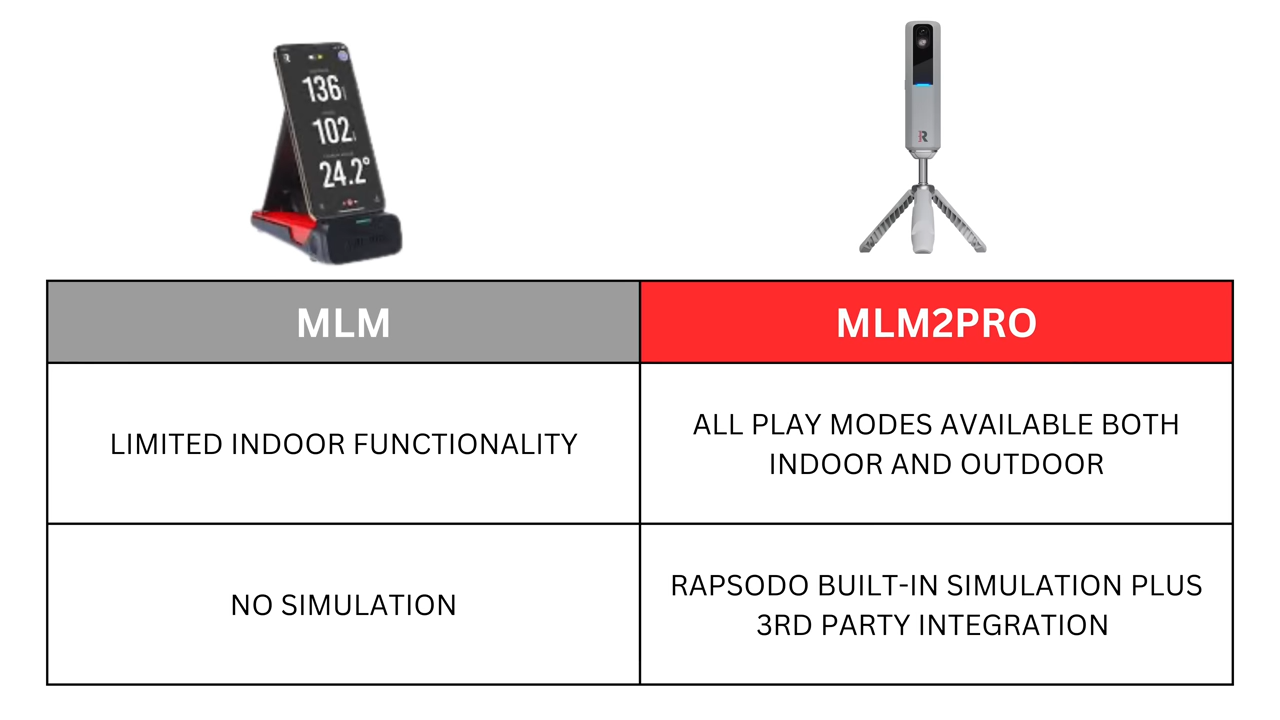 136
102
24.2°
R
MLM
MLM2PRO
LIMITED INDOOR FUNCTIONALITY
ALL PLAY MODES AVAILABLE BOTH
INDOOR AND OUTDOOR
NO SIMULATION
RAPSODO BUILT-IN SIMULATION PLUS
3RD PARTY INTEGRATION